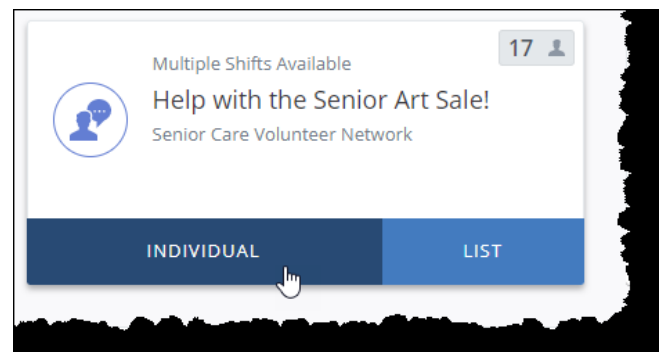 17
Multiple Shifts Available
Help with the Senior Art Sale!
Senior Care Volunteer Network
INDIVIDUAL
LIST